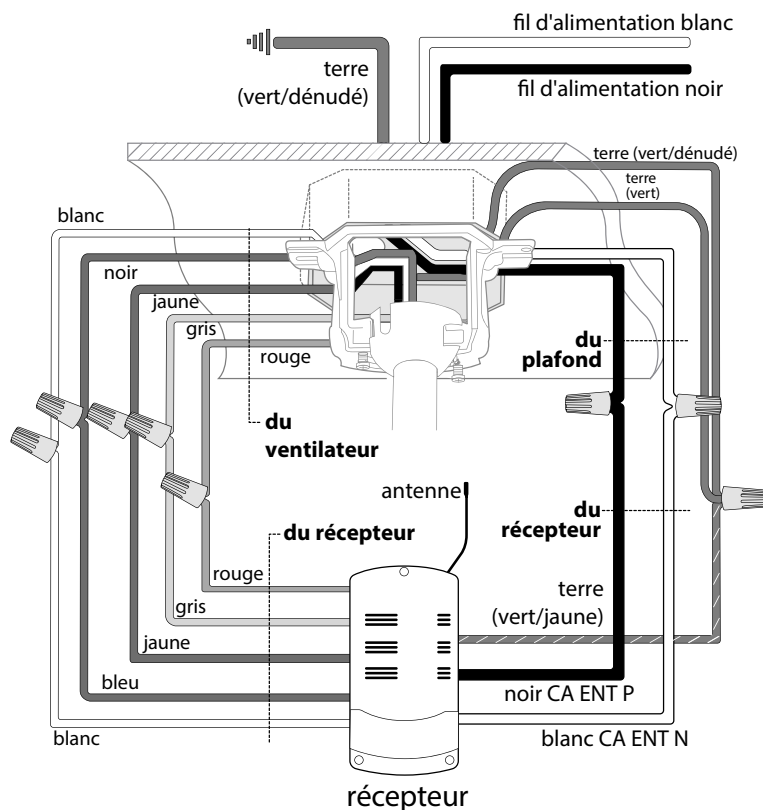 fil d'alimentation blanc
terre
(vert/dénudé)
fil d'alimentation noir
terre (vert/dénudé)
terre
(vert)
blanc
noir
jaune
gris
rouge
du
plafond
du
ventilateur
antenne
du
récepteur
du récepteur
rouge
terre
(vert/jaune)
gris
jaune
bleu
noir CA ENT P
blanc
blanc CA ENT N
récepteur